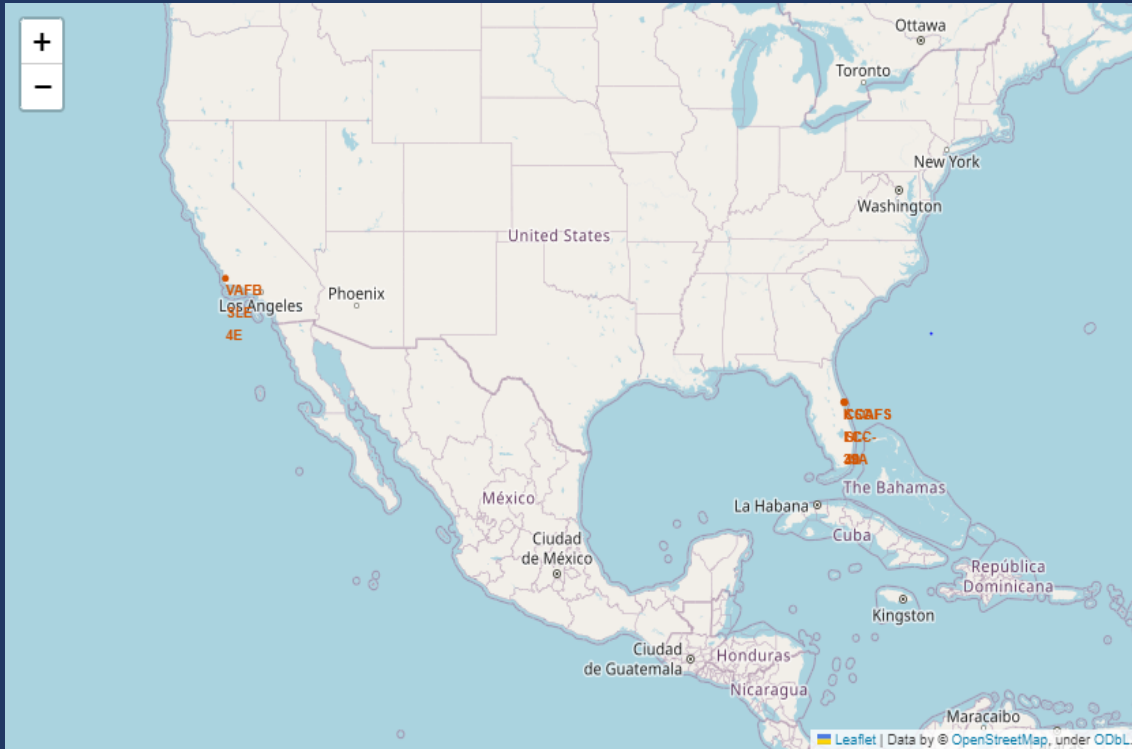 +
−
Ottawa
Toronto
New York
Washington
United States
VAFB
Los Angeles
Phoenix
4E
The Bahamas
La Habana
México
Cuba
Ciudad
de México
República
Dominicana
Kingston
Ciudad
de Guatemala
Honduras
Nicaragua
Maracaibo
Leaflet | Data by © OpenStreetMap, under ODbL.